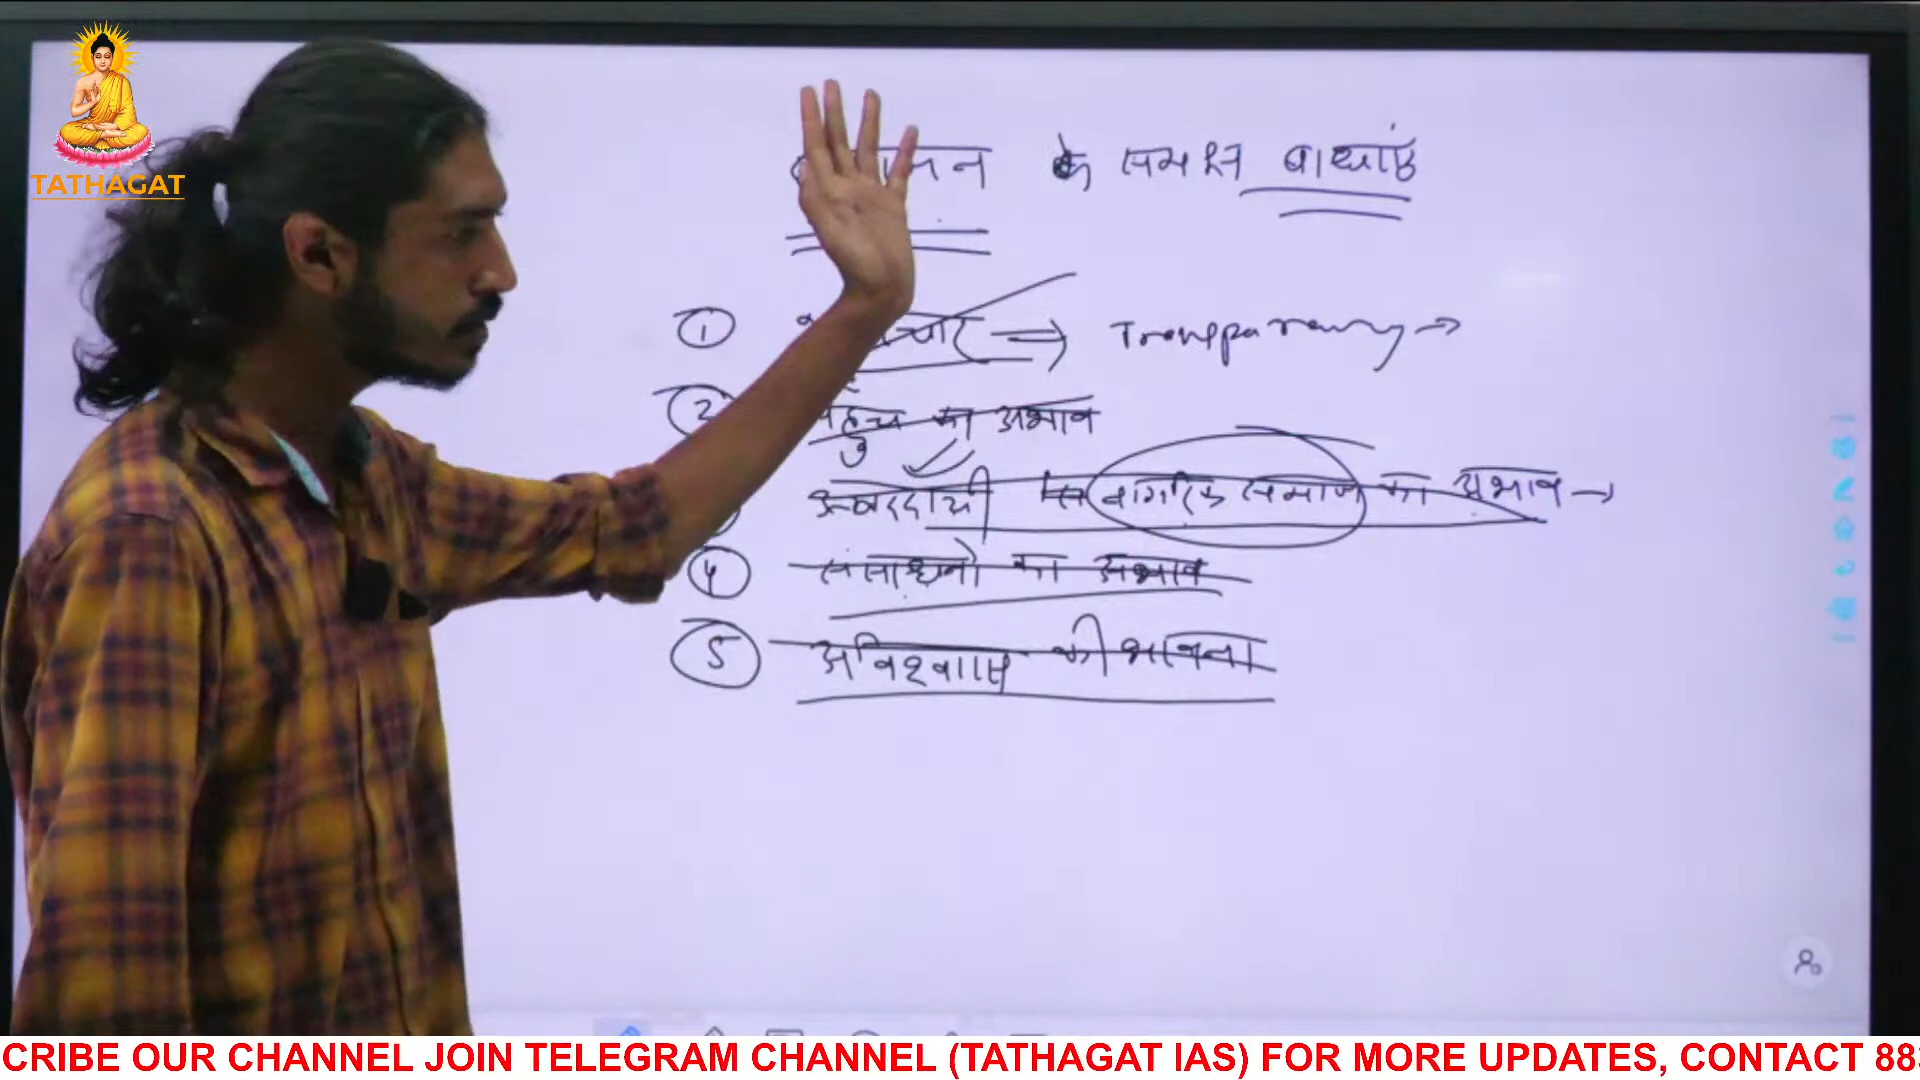 TATHAGAT
के समक्ष बाधाएं
① ⇒ Transparency →
② पहुँच का अभाव
उत्तरदायी नागरिक समाज का अभाव →
④ संसाधनो का अभाव
⑤ अविश्वास की भावना
CRIBE OUR CHANNEL JOIN TELEGRAM CHANNEL (TATHAGAT IAS) FOR MORE UPDATES, CONTACT 88